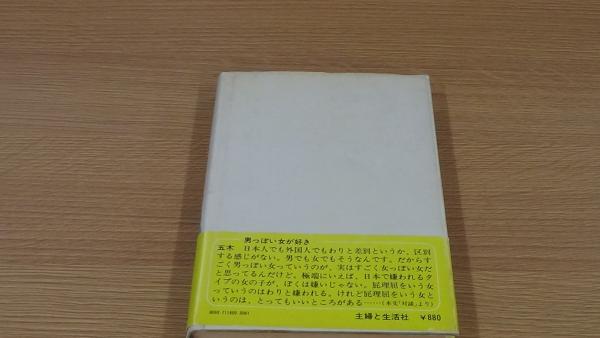 男っぽい女が好き
五木 日本人でも外国人でもわりと差別というか、区別
する感じがない。男でも女でもそうなんです。だからす
ごく男っぽい女っていうのが、実はすごく女っぽい女だ
と思ってるんだけど。極端にいえば、日本で嫌われるタ
イプの女の子が、ぼくは嫌いじゃない。屁理屈をいう女
っていうのはわりと嫌われる。けれど屁理屈をいう女と
いうのは、とってもいいところがある……(本文「対談」より)
主婦と生活社 ¥880